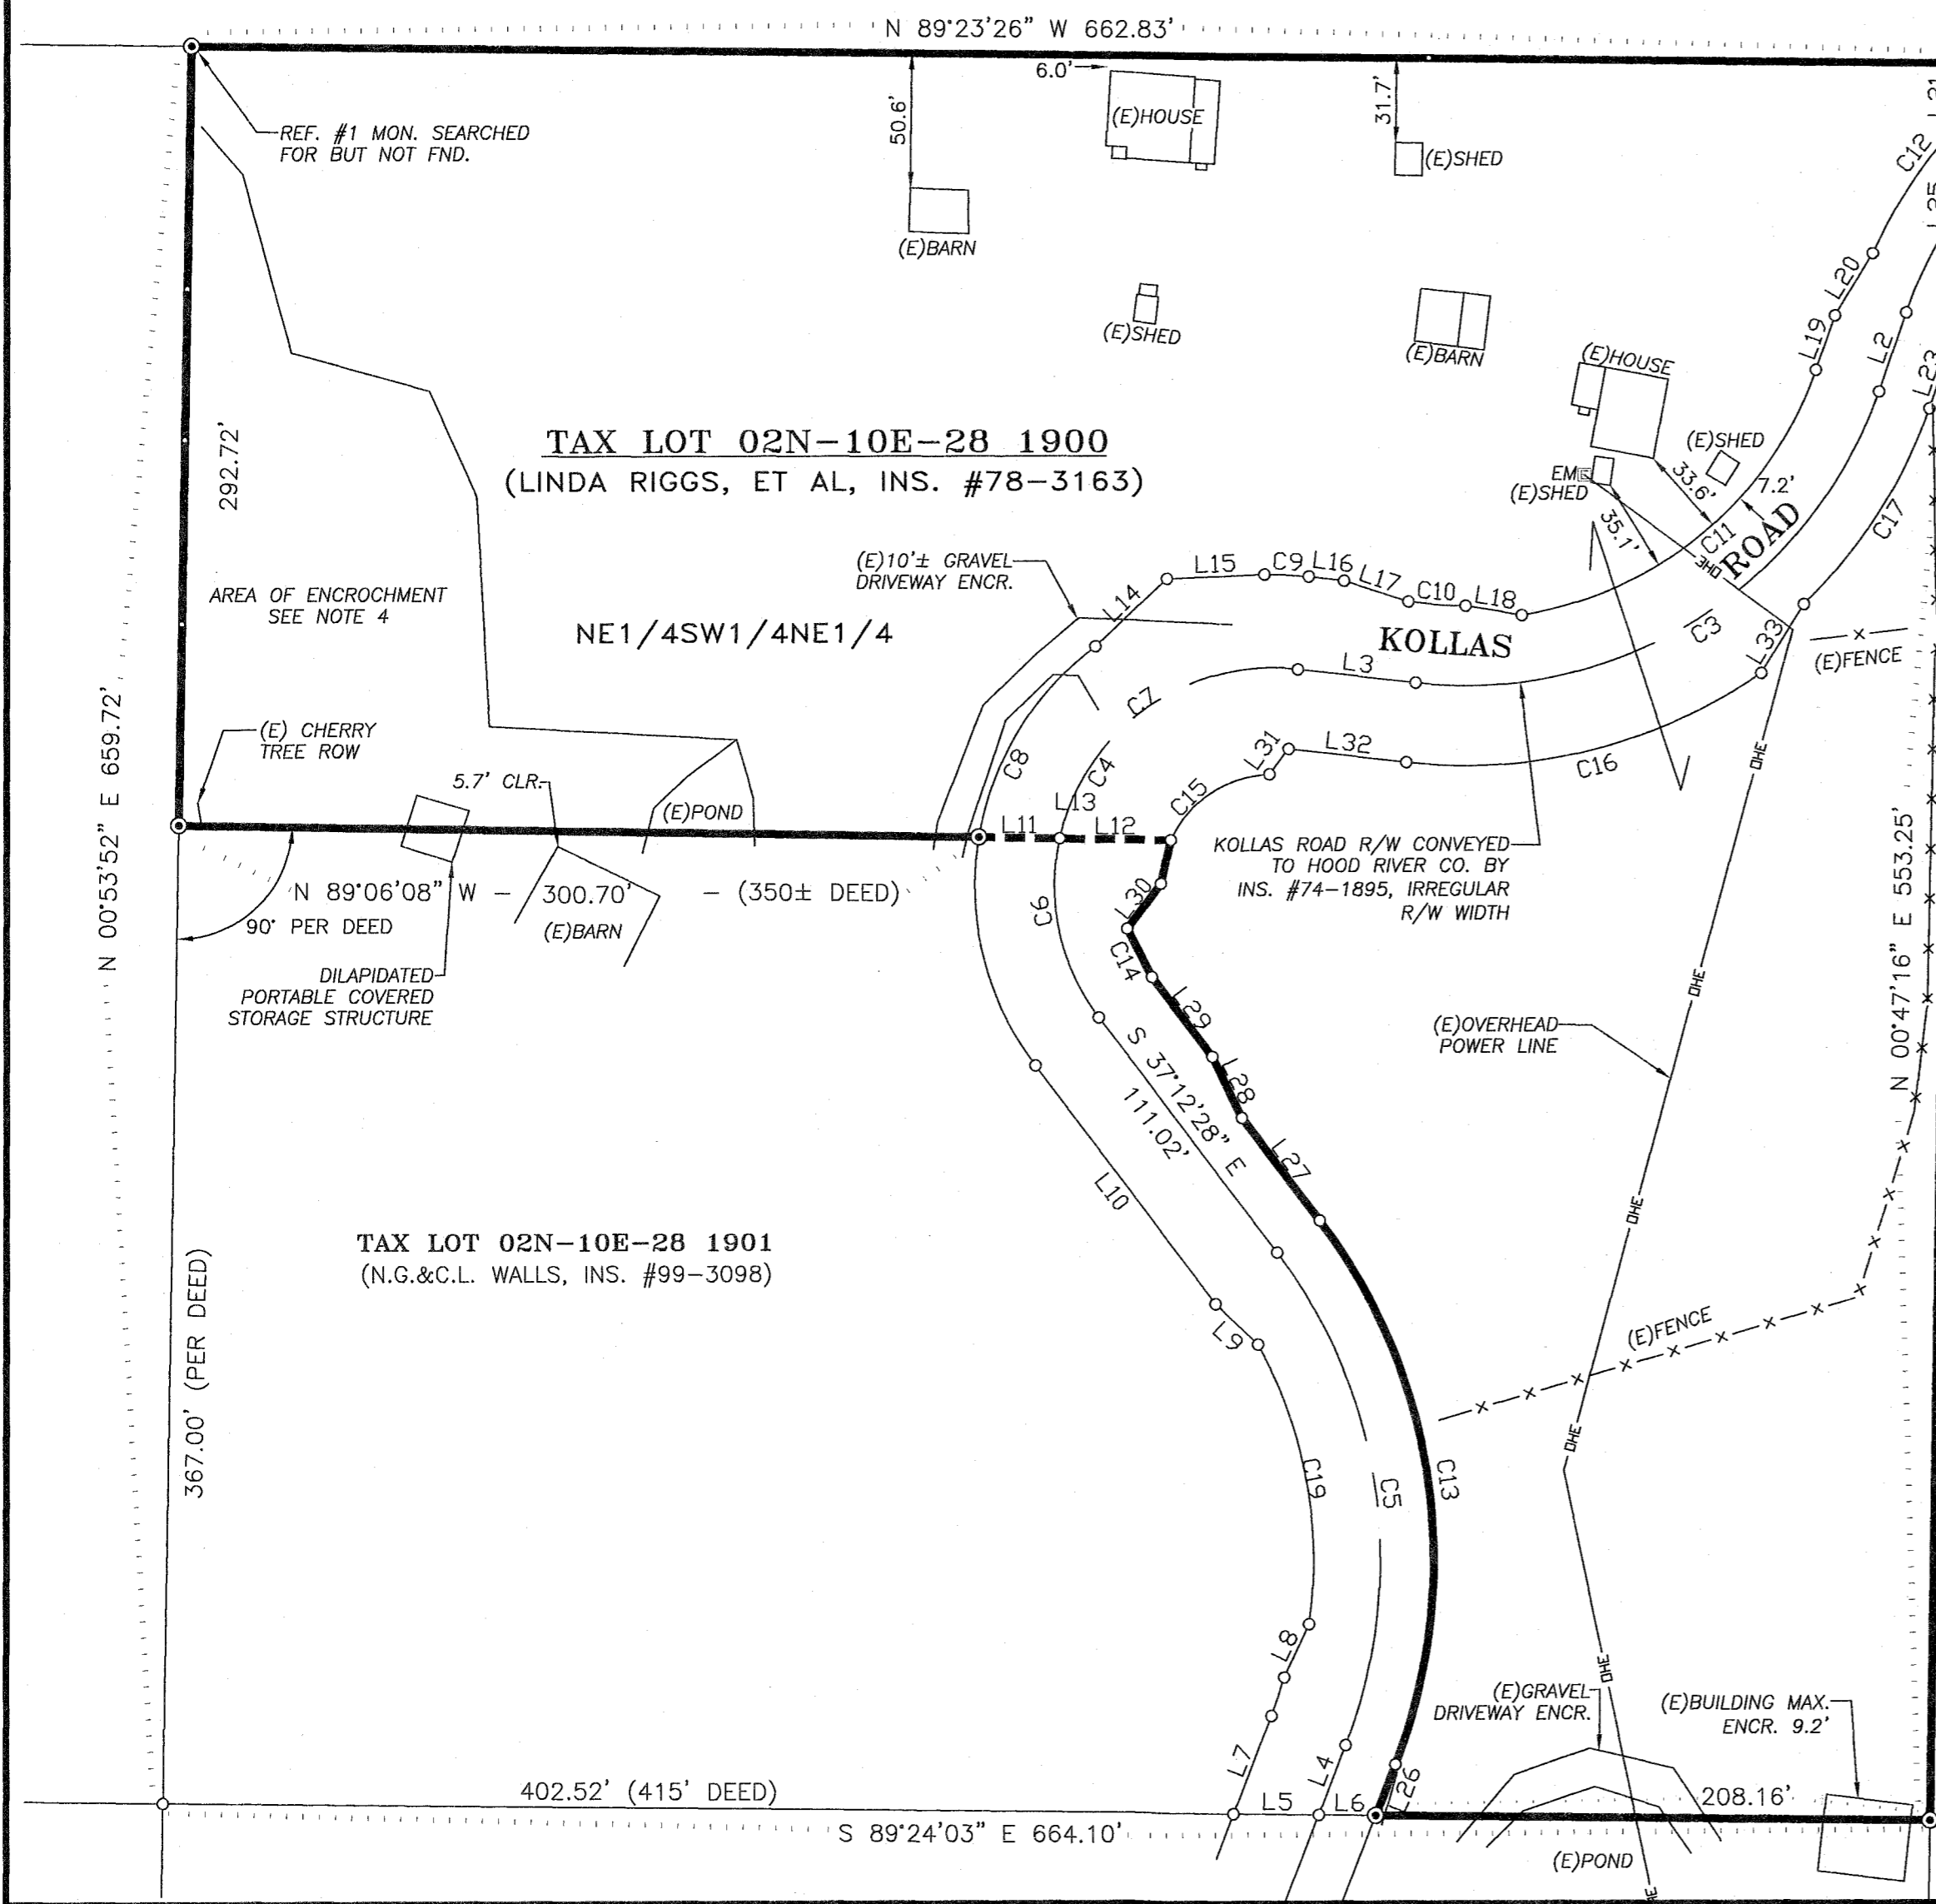 N 89°23'26" W 662.83'
REF. #1 MON. SEARCHED
FOR BUT NOT FND.
50.6'
6.0'
(E)HOUSE
31.7'
(E)SHED
(E)BARN
C12
L20
L19
L2
L23
(E)SHED
(E)BARN
(E)HOUSE
(E)SHED
EM
(E)SHED
33.6'
7.2'
35.1'
C11
OHE
ROAD
C17
292.72'
TAX LOT 02N-10E-28 1900
(LINDA RIGGS, ET AL, INS. #78-3163)
(E)10'± GRAVEL
DRIVEWAY ENCR.
L14
L15
C9
L16
L17
C10
L18
AREA OF ENCROCHMENT
SEE NOTE 4
NE1/4SW1/4NE1/4
KOLLAS
C3
L33
(E)FENCE
L3
C7
N 00°53'52" E 659.72'
(E) CHERRY
TREE ROW
5.7' CLR.
(E)POND
C8
C4
L13
L11
L12
C15
L31
L32
C16
OHE
KOLLAS ROAD R/W CONVEYED
TO HOOD RIVER CO. BY
INS. #74-1895, IRREGULAR
R/W WIDTH
N 89°06'08" W - 300.70' - (350± DEED)
90° PER DEED
(E)BARN
C6
L30
C14
L29
L28
L27
DILAPIDATED
PORTABLE COVERED
STORAGE STRUCTURE
S 37°12'28" E
111.02'
L10
OHE
(E)OVERHEAD
POWER LINE
N 00°47'16" E 553.25'
TAX LOT 02N-10E-28 1901
(N.G.&C.L. WALLS, INS. #99-3098)
367.00' (PER DEED)
L9
OHE
(E)FENCE
OHE
C19
C5
C13
L8
L7
L4
L26
OHE
(E)GRAVEL
DRIVEWAY ENCR.
(E)BUILDING MAX.
ENCR. 9.2'
402.52' (415' DEED)
L5
L6
208.16'
S 89°24'03" E 664.10'
(E)POND